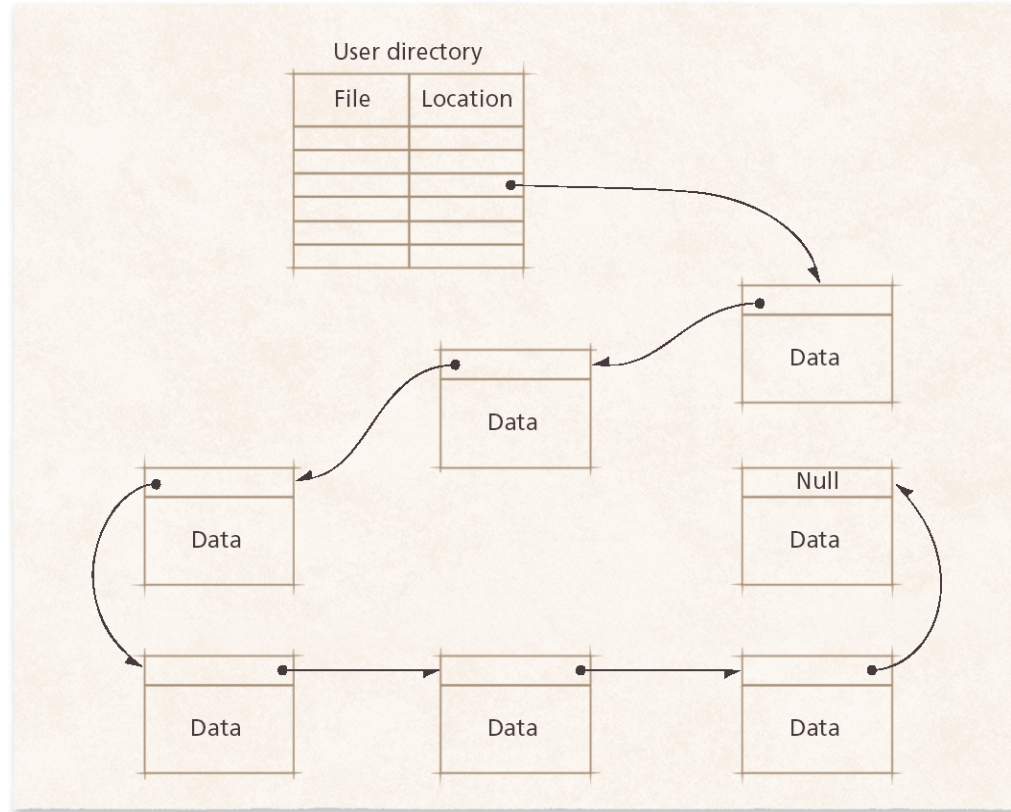 User directory
File Location
Data
Data
Null
Data
Data
Data
Data
Data